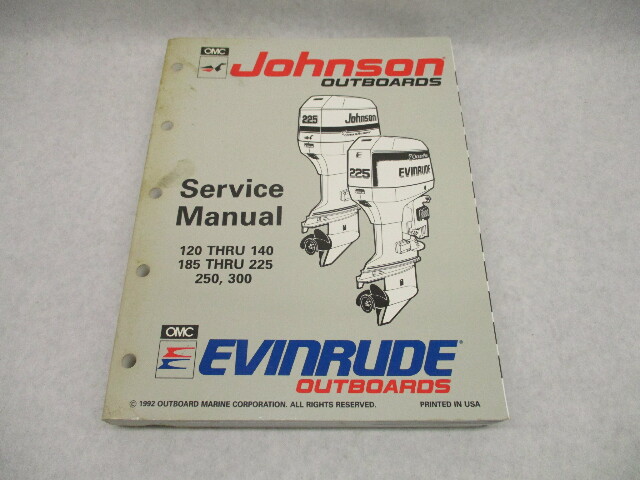 OMC
Johnson
OUTBOARDS
225
Johnson
225
EVINRUDE
Service
Manual
120 THRU 140
185 THRU 225
250, 300
OMC
EVINRUDE®
OUTBOARDS
© 1992 OUTBOARD MARINE CORPORATION. ALL RIGHTS RESERVED.
PRINTED IN USA